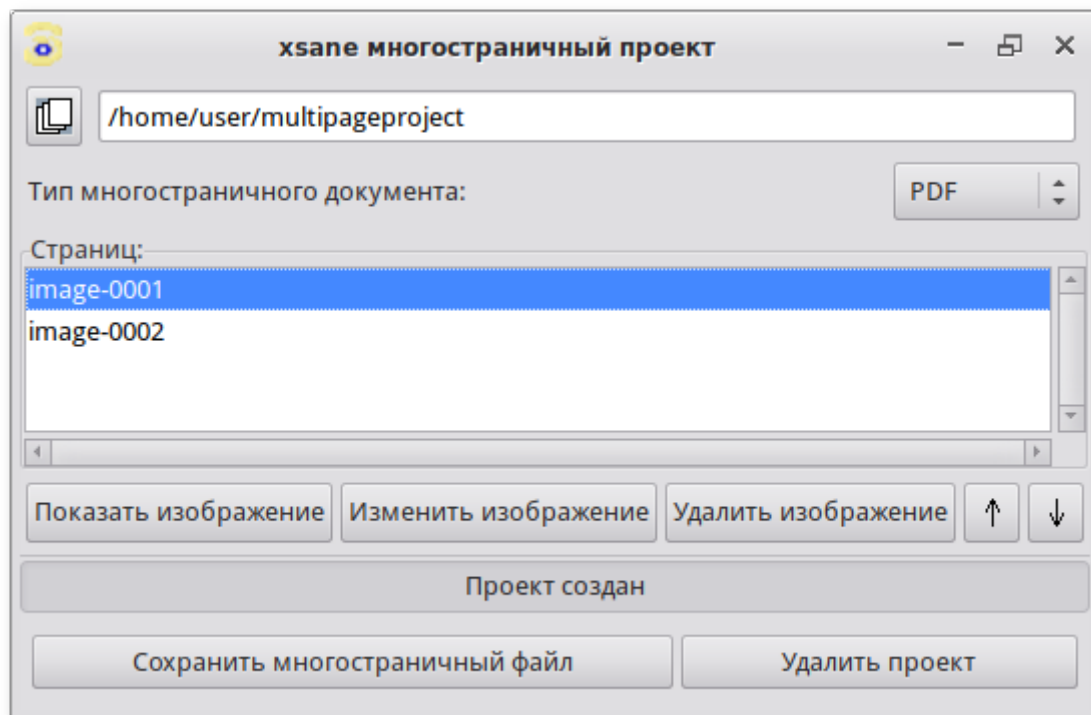 xsane многостраничный проект
/home/user/multipageproject
Тип многостраничного документа: PDF
Страниц:
image-0001
image-0002
Показать изображение Изменить изображение Удалить изображение
Проект создан
Сохранить многостраничный файл Удалить проект